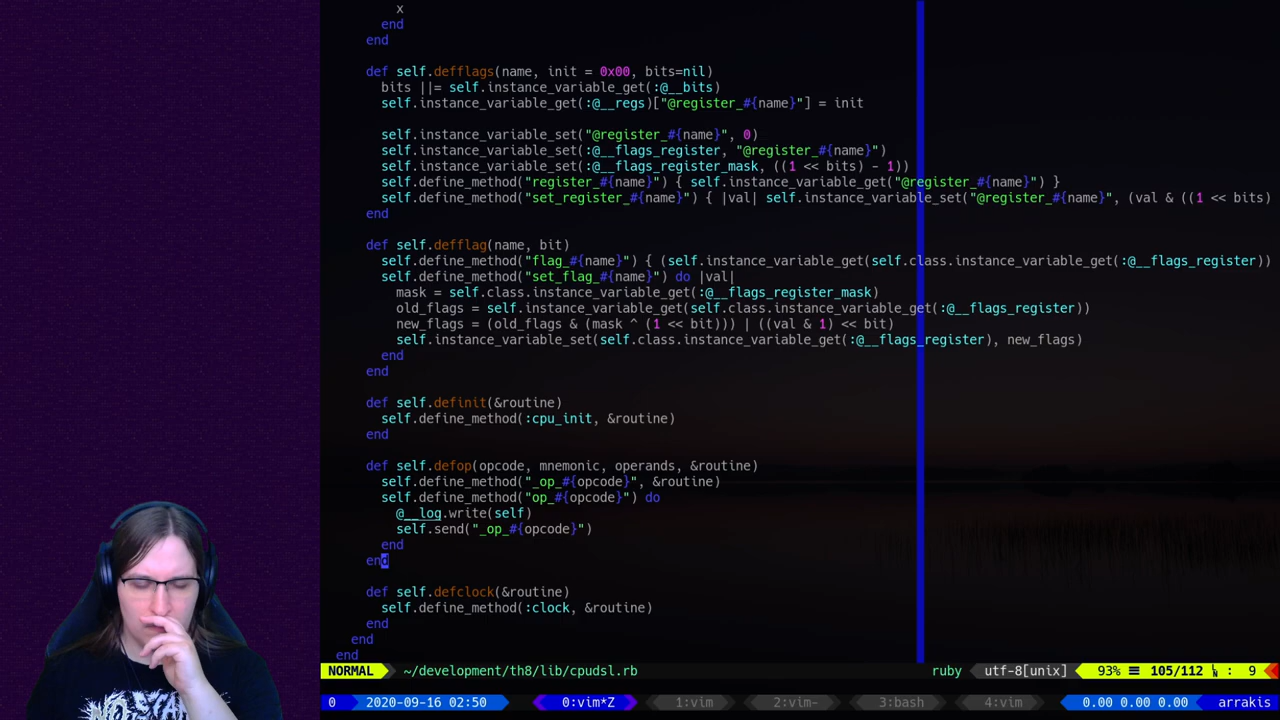 x
end
end
def self.defflags(name, init = 0x00, bits=nil)
bits ||= self.instance_variable_get(:@__bits)
self.instance_variable_get(:@__regs)["@register_#{name}"] = init
self.instance_variable_set("@register_#{name}", 0)
self.instance_variable_set(:@__flags_register, "@register_#{name}")
self.instance_variable_set(:@__flags_register_mask, ((1 << bits) - 1))
self.define_method("register_#{name}") { self.instance_variable_get("@register_#{name}") }
self.define_method("set_register_#{name}") { |val| self.instance_variable_set("@register_#{name}", (val & ((1 << bits)
end
def self.defflag(name, bit)
self.define_method("flag_#{name}") { (self.instance_variable_get(self.class.instance_variable_get(:@__flags_register))
self.define_method("set_flag_#{name}") do |val|
mask = self.class.instance_variable_get(:@__flags_register_mask)
old_flags = self.instance_variable_get(self.class.instance_variable_get(:@__flags_register))
new_flags = (old_flags & (mask ^ (1 << bit))) | ((val & 1) << bit)
self.instance_variable_set(self.class.instance_variable_get(:@__flags_register), new_flags)
end
end
def self.definit(&routine)
self.define_method(:cpu_init, &routine)
end
def self.defop(opcode, mnemonic, operands, &routine)
self.define_method("_op_#{opcode}", &routine)
self.define_method("op_#{opcode}") do
@__log.write(self)
self.send("_op_#{opcode}")
end
end
def self.defclock(&routine)
self.define_method(:clock, &routine)
end
end
end
NORMAL ~/development/th8/lib/cpudsl.rb ruby utf-8[unix] 93% ≡ 105/112 ㏑ : 9
0 2020-09-16 02:50 0:vim*Z 1:vim 2:vim- 3:bash 4:vim 0.00 0.00 0.00 arrakis